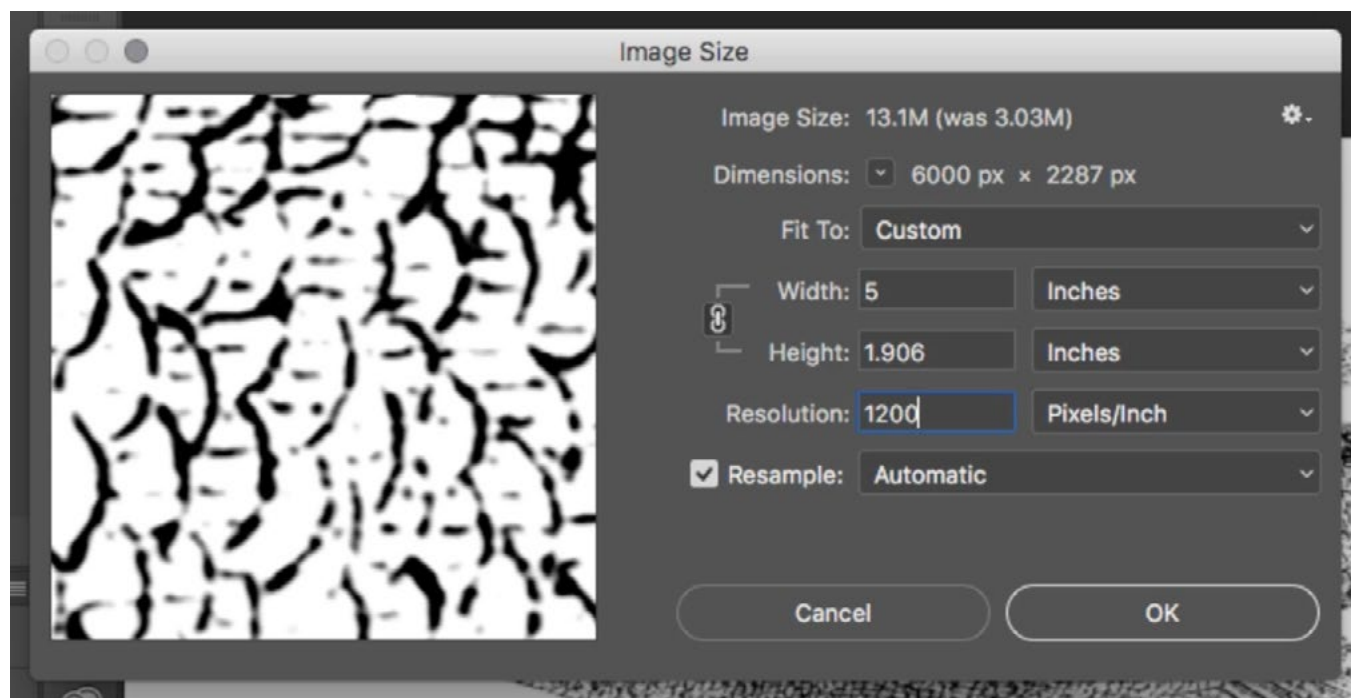 Image Size
Image Size: 13.1M (was 3.03M)
Dimensions: 6000 px × 2287 px
Fit To: Custom
Width: 5 Inches
Height: 1.906 Inches
Resolution: 1200 Pixels/Inch
Resample: Automatic
Cancel OK